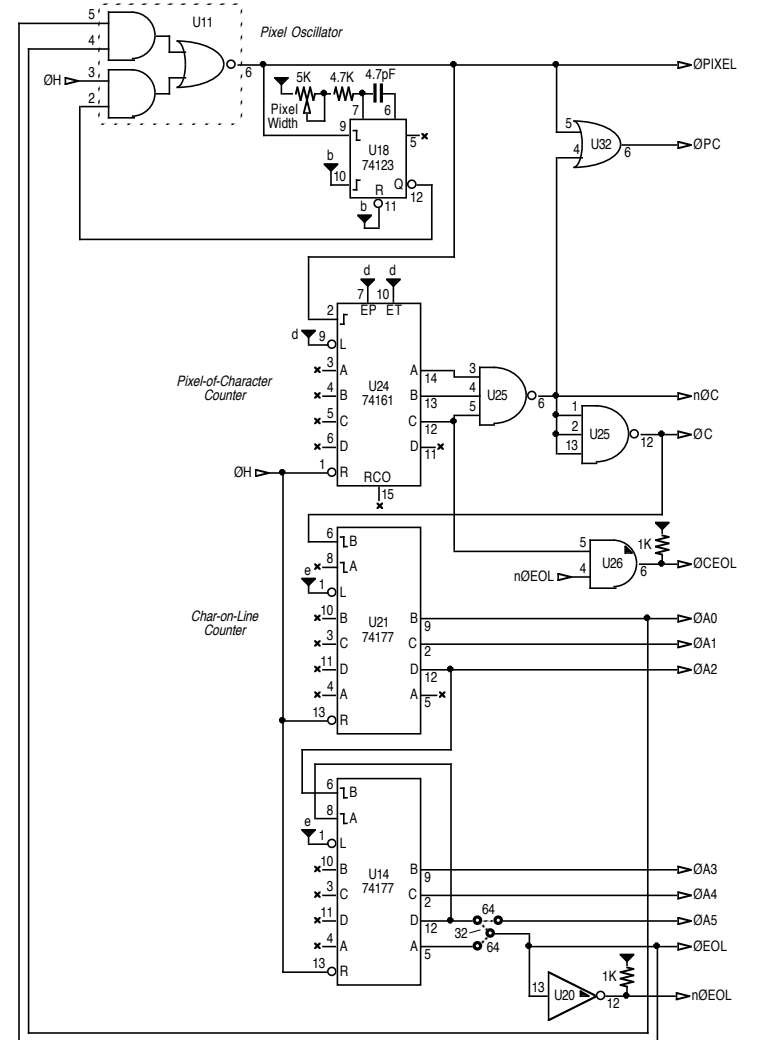 5
U11
Pixel Oscillator
4
ØH
3
2
6
ØPIXEL
5K
4.7K
4.7pF
Pixel
Width
7
6
9
5
U18
74123
b
10
Q
12
R
b
11
5
4
U32
6
ØPC
d
d
7
10
EP
ET
2
d
9
L
3
A
4
B
5
C
6
D
1
R
U24
74161
A
14
B
13
C
12
D
11
RCO
15
Pixel-of-Character
Counter
ØH
3
4
5
U25
6
nØC
1
2
13
U25
12
ØC
5
nØEOL
4
U26
6
1K
ØCEOL
Char-on-Line
Counter
6
B
8
A
e
1
L
10
B
3
C
11
D
4
A
13
R
U21
74177
B
9
ØA0
C
2
ØA1
D
12
ØA2
A
5
6
B
8
A
e
1
L
10
B
3
C
11
D
4
A
13
R
U14
74177
B
9
ØA3
C
2
ØA4
D
12
64
ØA5
32
A
5
64
ØEOL
13
U20
12
1K
nØEOL